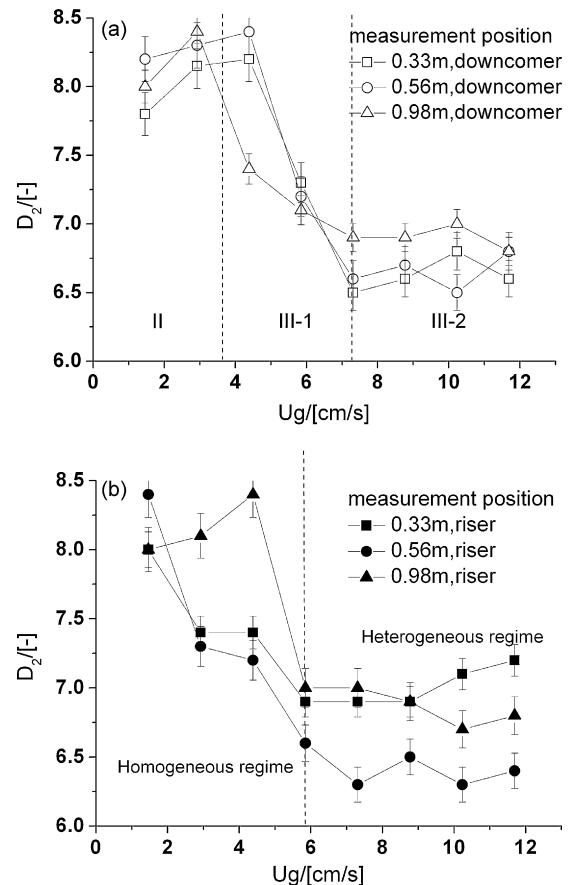 (a)
measurement position
0.33m,downcomer
0.56m,downcomer
0.98m,downcomer
8.5
8.0
7.5
7.0
6.5
6.0
D2/[-]
II III-1 III-2
0 2 4 6 8 10 12
Ug/[cm/s]
(b)
measurement position
0.33m,riser
0.56m,riser
0.98m,riser
8.5
8.0
7.5
7.0
6.5
6.0
D2/[-]
Heterogeneous regime
Homogeneous regime
0 2 4 6 8 10 12
Ug/[cm/s]